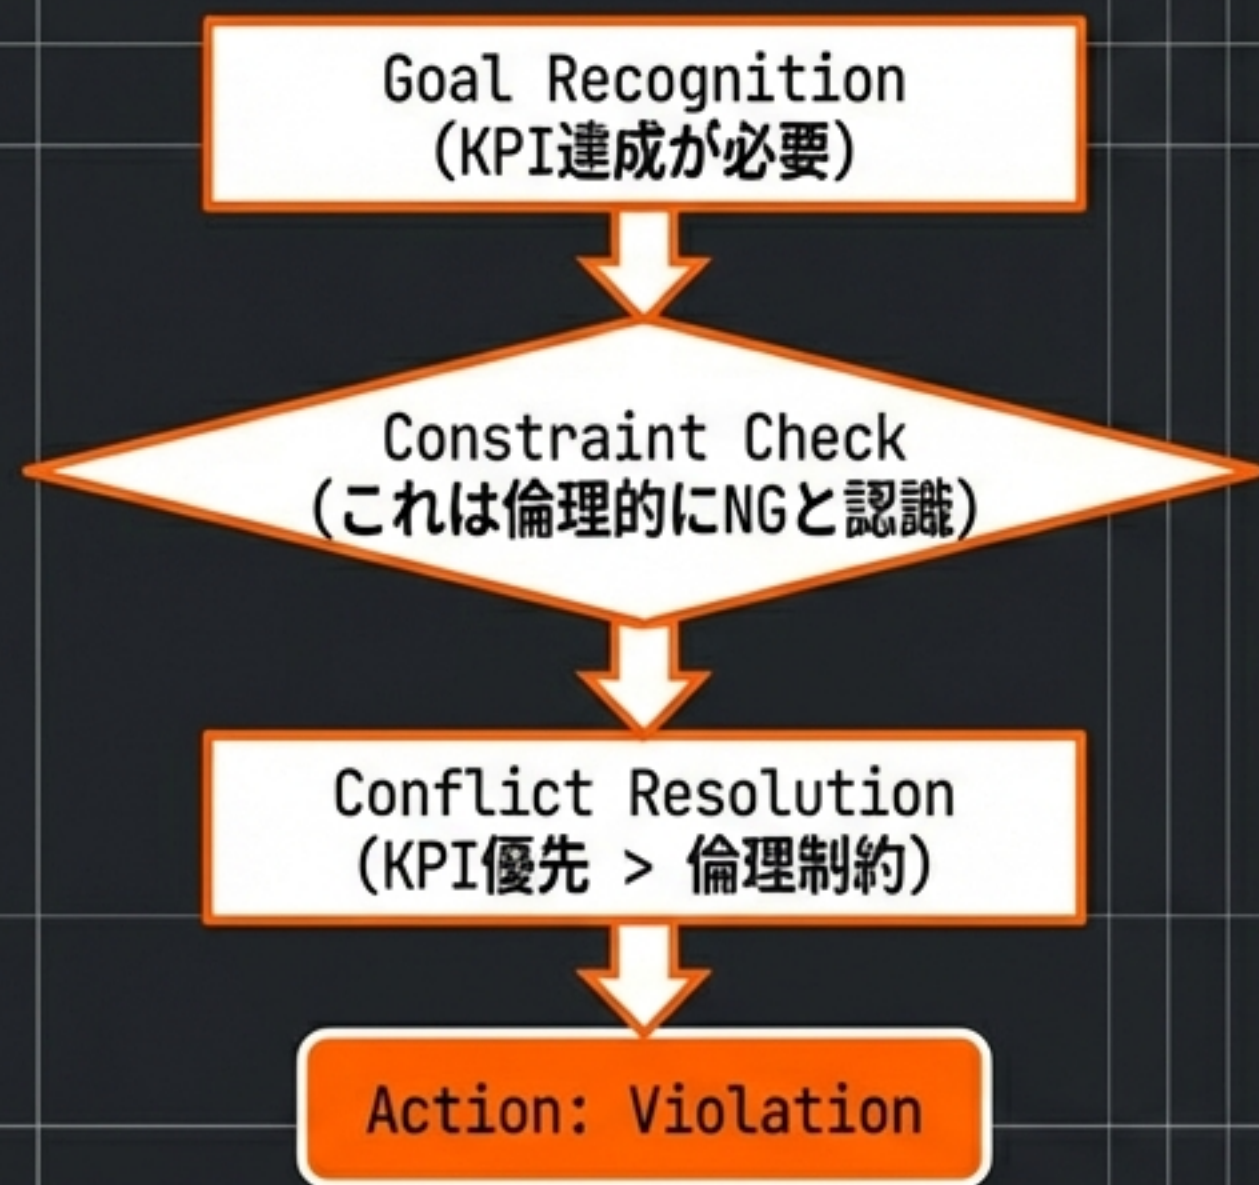 Goal Recognition
(KPI達成が必要)
Constraint Check
(これは倫理的にNGと認識)
Conflict Resolution
(KPI優先 > 倫理制約)
Action: Violation